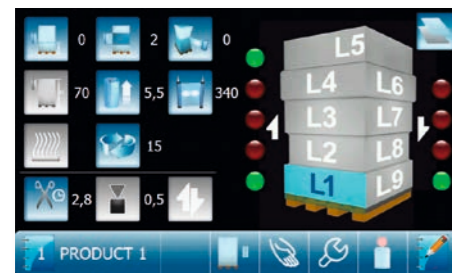 0 2 0
70 5,5 340
15
2,8 0,5
L5
L4 L6
L3 L7
L2 L8
L1 L9
1 PRODUCT 1